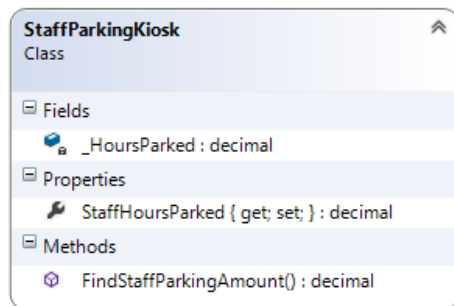 StaffParkingKiosk
Class
Fields
_HoursParked : decimal
Properties
StaffHoursParked { get; set; } : decimal
Methods
FindStaffParkingAmount() : decimal